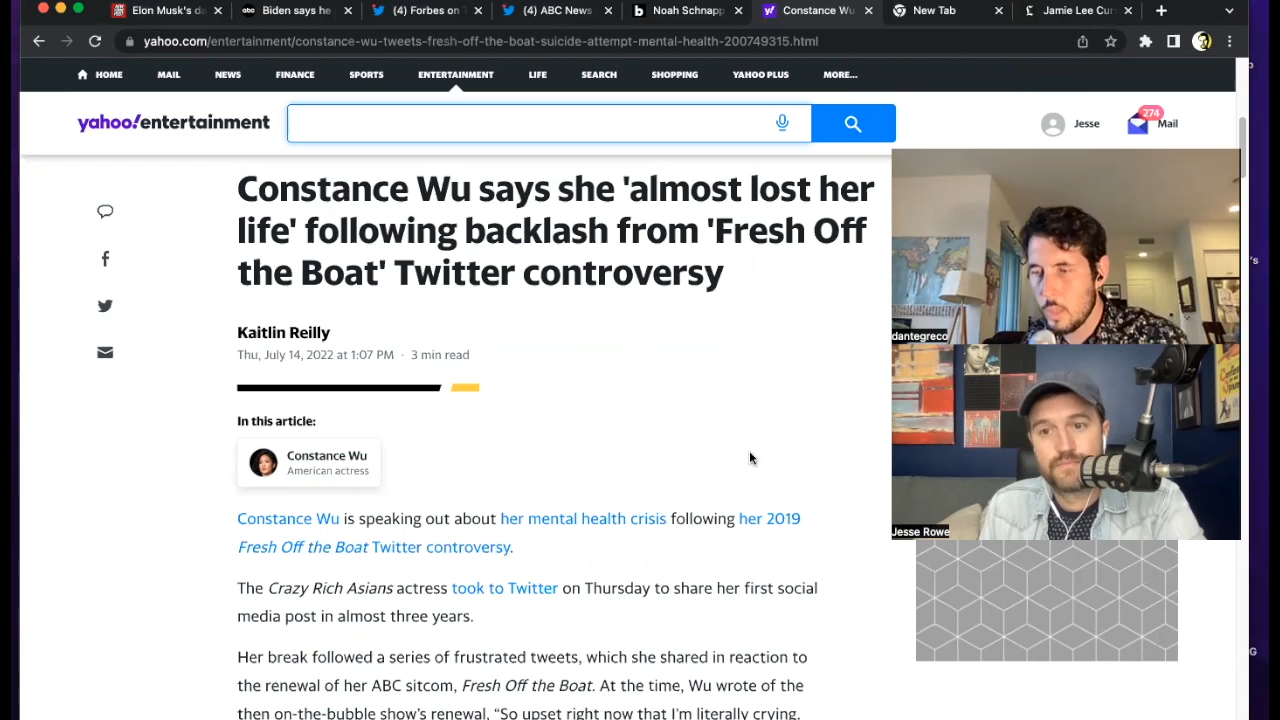 Elon Musk's d
Biden says he
(4) Forbes on
(4) ABC News
Noah Schnapp
Constance Wu
New Tab
Jamie Lee Cur
yahoo.com/entertainment/constance-wu-tweets-fresh-off-the-boat-suicide-attempt-mental-health-200749315.html
HOME MAIL NEWS FINANCE SPORTS ENTERTAINMENT LIFE SEARCH SHOPPING YAHOO PLUS MORE...
yahoo!entertainment
Jesse
274
Mail
Constance Wu says she 'almost lost her
life' following backlash from 'Fresh Off
the Boat' Twitter controversy
Kaitlin Reilly
Thu, July 14, 2022 at 1:07 PM · 3 min read
In this article:
Constance Wu
American actress
Constance Wu is speaking out about her mental health crisis following her 2019
Fresh Off the Boat Twitter controversy.
The Crazy Rich Asians actress took to Twitter on Thursday to share her first social
media post in almost three years.
Her break followed a series of frustrated tweets, which she shared in reaction to
the renewal of her ABC sitcom, Fresh Off the Boat. At the time, Wu wrote of the
then on-the-bubble show's renewal, "So upset right now that I'm literally crying.
dantegreco
Jesse Rowe